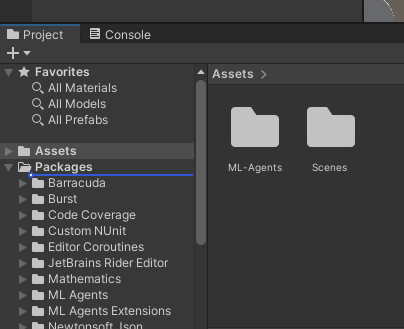 Project
Console
Favorites
All Materials
All Models
All Prefabs
Assets
Packages
Barracuda
Burst
Code Coverage
Custom NUnit
Editor Coroutines
JetBrains Rider Editor
Mathematics
ML Agents
ML Agents Extensions
Newtonsoft Json
Assets
ML-Agents
Scenes